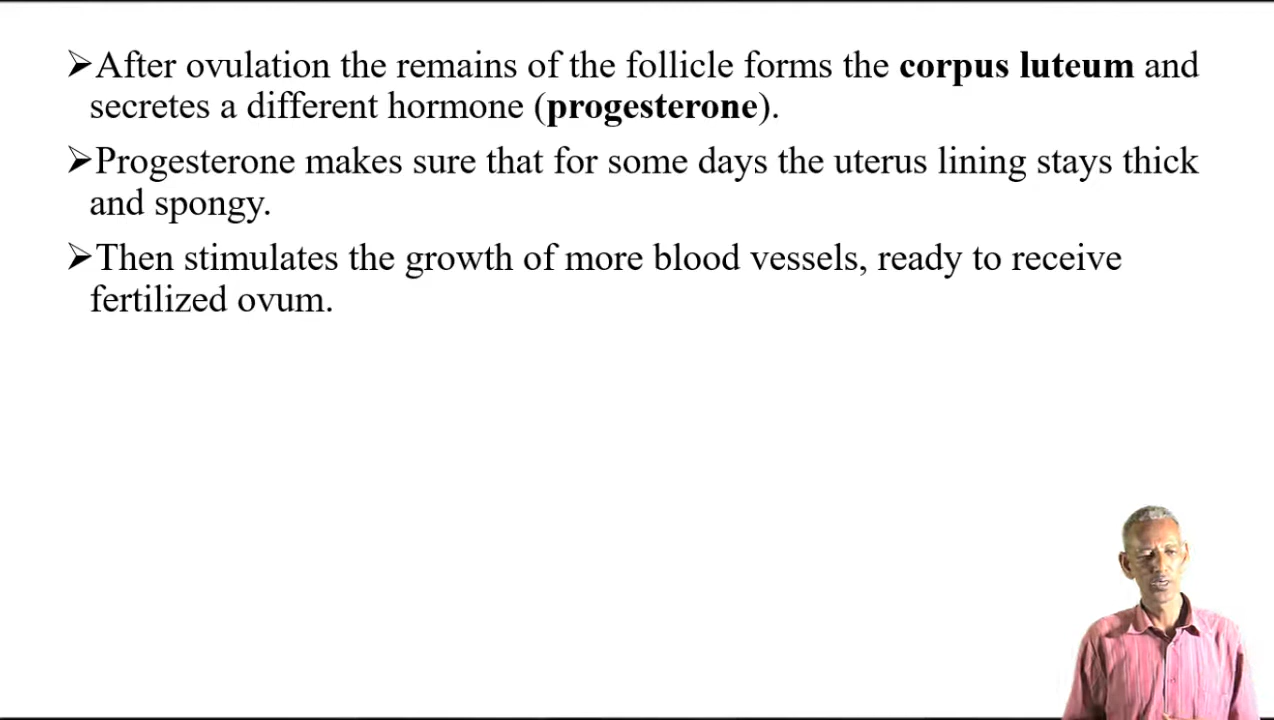 ➢After ovulation the remains of the follicle forms the corpus luteum and
secretes a different hormone (progesterone).
➢Progesterone makes sure that for some days the uterus lining stays thick
and spongy.
➢Then stimulates the growth of more blood vessels, ready to receive
fertilized ovum.